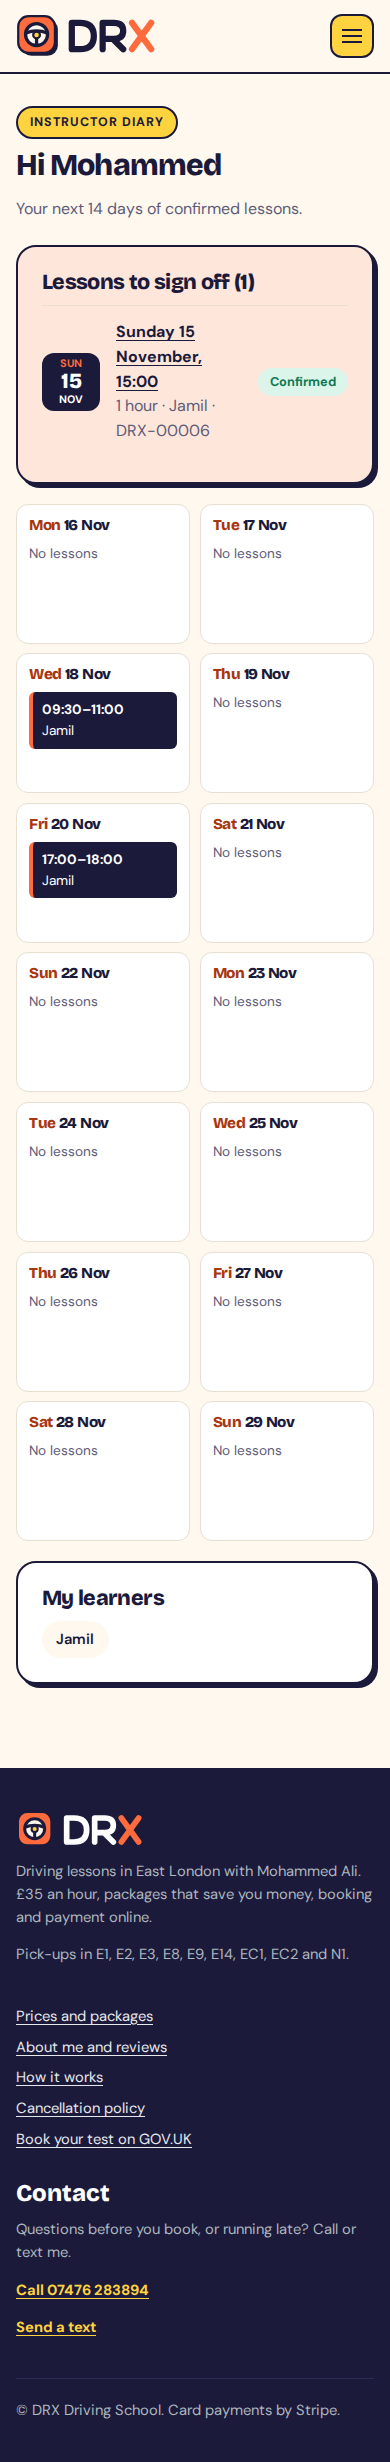 DRX
INSTRUCTOR DIARY
Hi Mohammed
Your next 14 days of confirmed lessons.
Lessons to sign off (1)
SUN
15
NOV
Sunday 15
November,
15:00
1 hour · Jamil ·
DRX-00006
Confirmed
Mon 16 Nov
No lessons
Tue 17 Nov
No lessons
Wed 18 Nov
09:30–11:00
Jamil
Thu 19 Nov
No lessons
Fri 20 Nov
17:00–18:00
Jamil
Sat 21 Nov
No lessons
Sun 22 Nov
No lessons
Mon 23 Nov
No lessons
Tue 24 Nov
No lessons
Wed 25 Nov
No lessons
Thu 26 Nov
No lessons
Fri 27 Nov
No lessons
Sat 28 Nov
No lessons
Sun 29 Nov
No lessons
My learners
Jamil
DRX
Driving lessons in East London with Mohammed Ali.
£35 an hour, packages that save you money, booking
and payment online.
Pick-ups in E1, E2, E3, E8, E9, E14, EC1, EC2 and N1.
Prices and packages
About me and reviews
How it works
Cancellation policy
Book your test on GOV.UK
Contact
Questions before you book, or running late? Call or
text me.
Call 07476 283894
Send a text
© DRX Driving School. Card payments by Stripe.